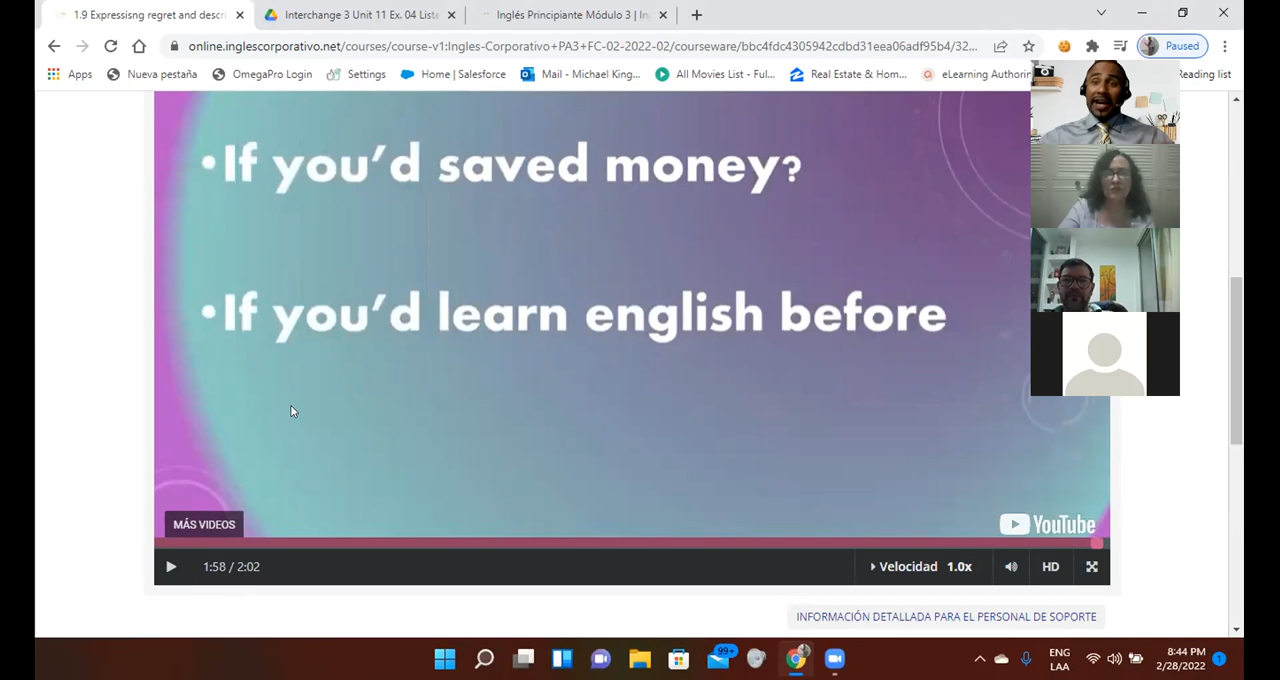 1.9 Expressisng regret and descri
Interchange 3 Unit 11 Ex. 04 Liste
Inglés Principiante Módulo 3 | In
online.inglescorporativo.net/courses/course-v1:Ingles-Corporativo+PA3+FC-02-2022-02/courseware/bbc4fdc4305942cdbd31eea06adf95b4/32...
Paused
Apps
Nueva pestaña
OmegaPro Login
Settings
Home | Salesforce
Mail - Michael King...
All Movies List - Ful...
Real Estate & Hom...
eLearning Authorin
Reading list
•If you'd saved money?
•If you'd learn english before
MÁS VIDEOS
YouTube
1:58 / 2:02
Velocidad 1.0x
HD
INFORMACIÓN DETALLADA PARA EL PERSONAL DE SOPORTE
99+
ENG
LAA
8:44 PM
2/28/2022
1